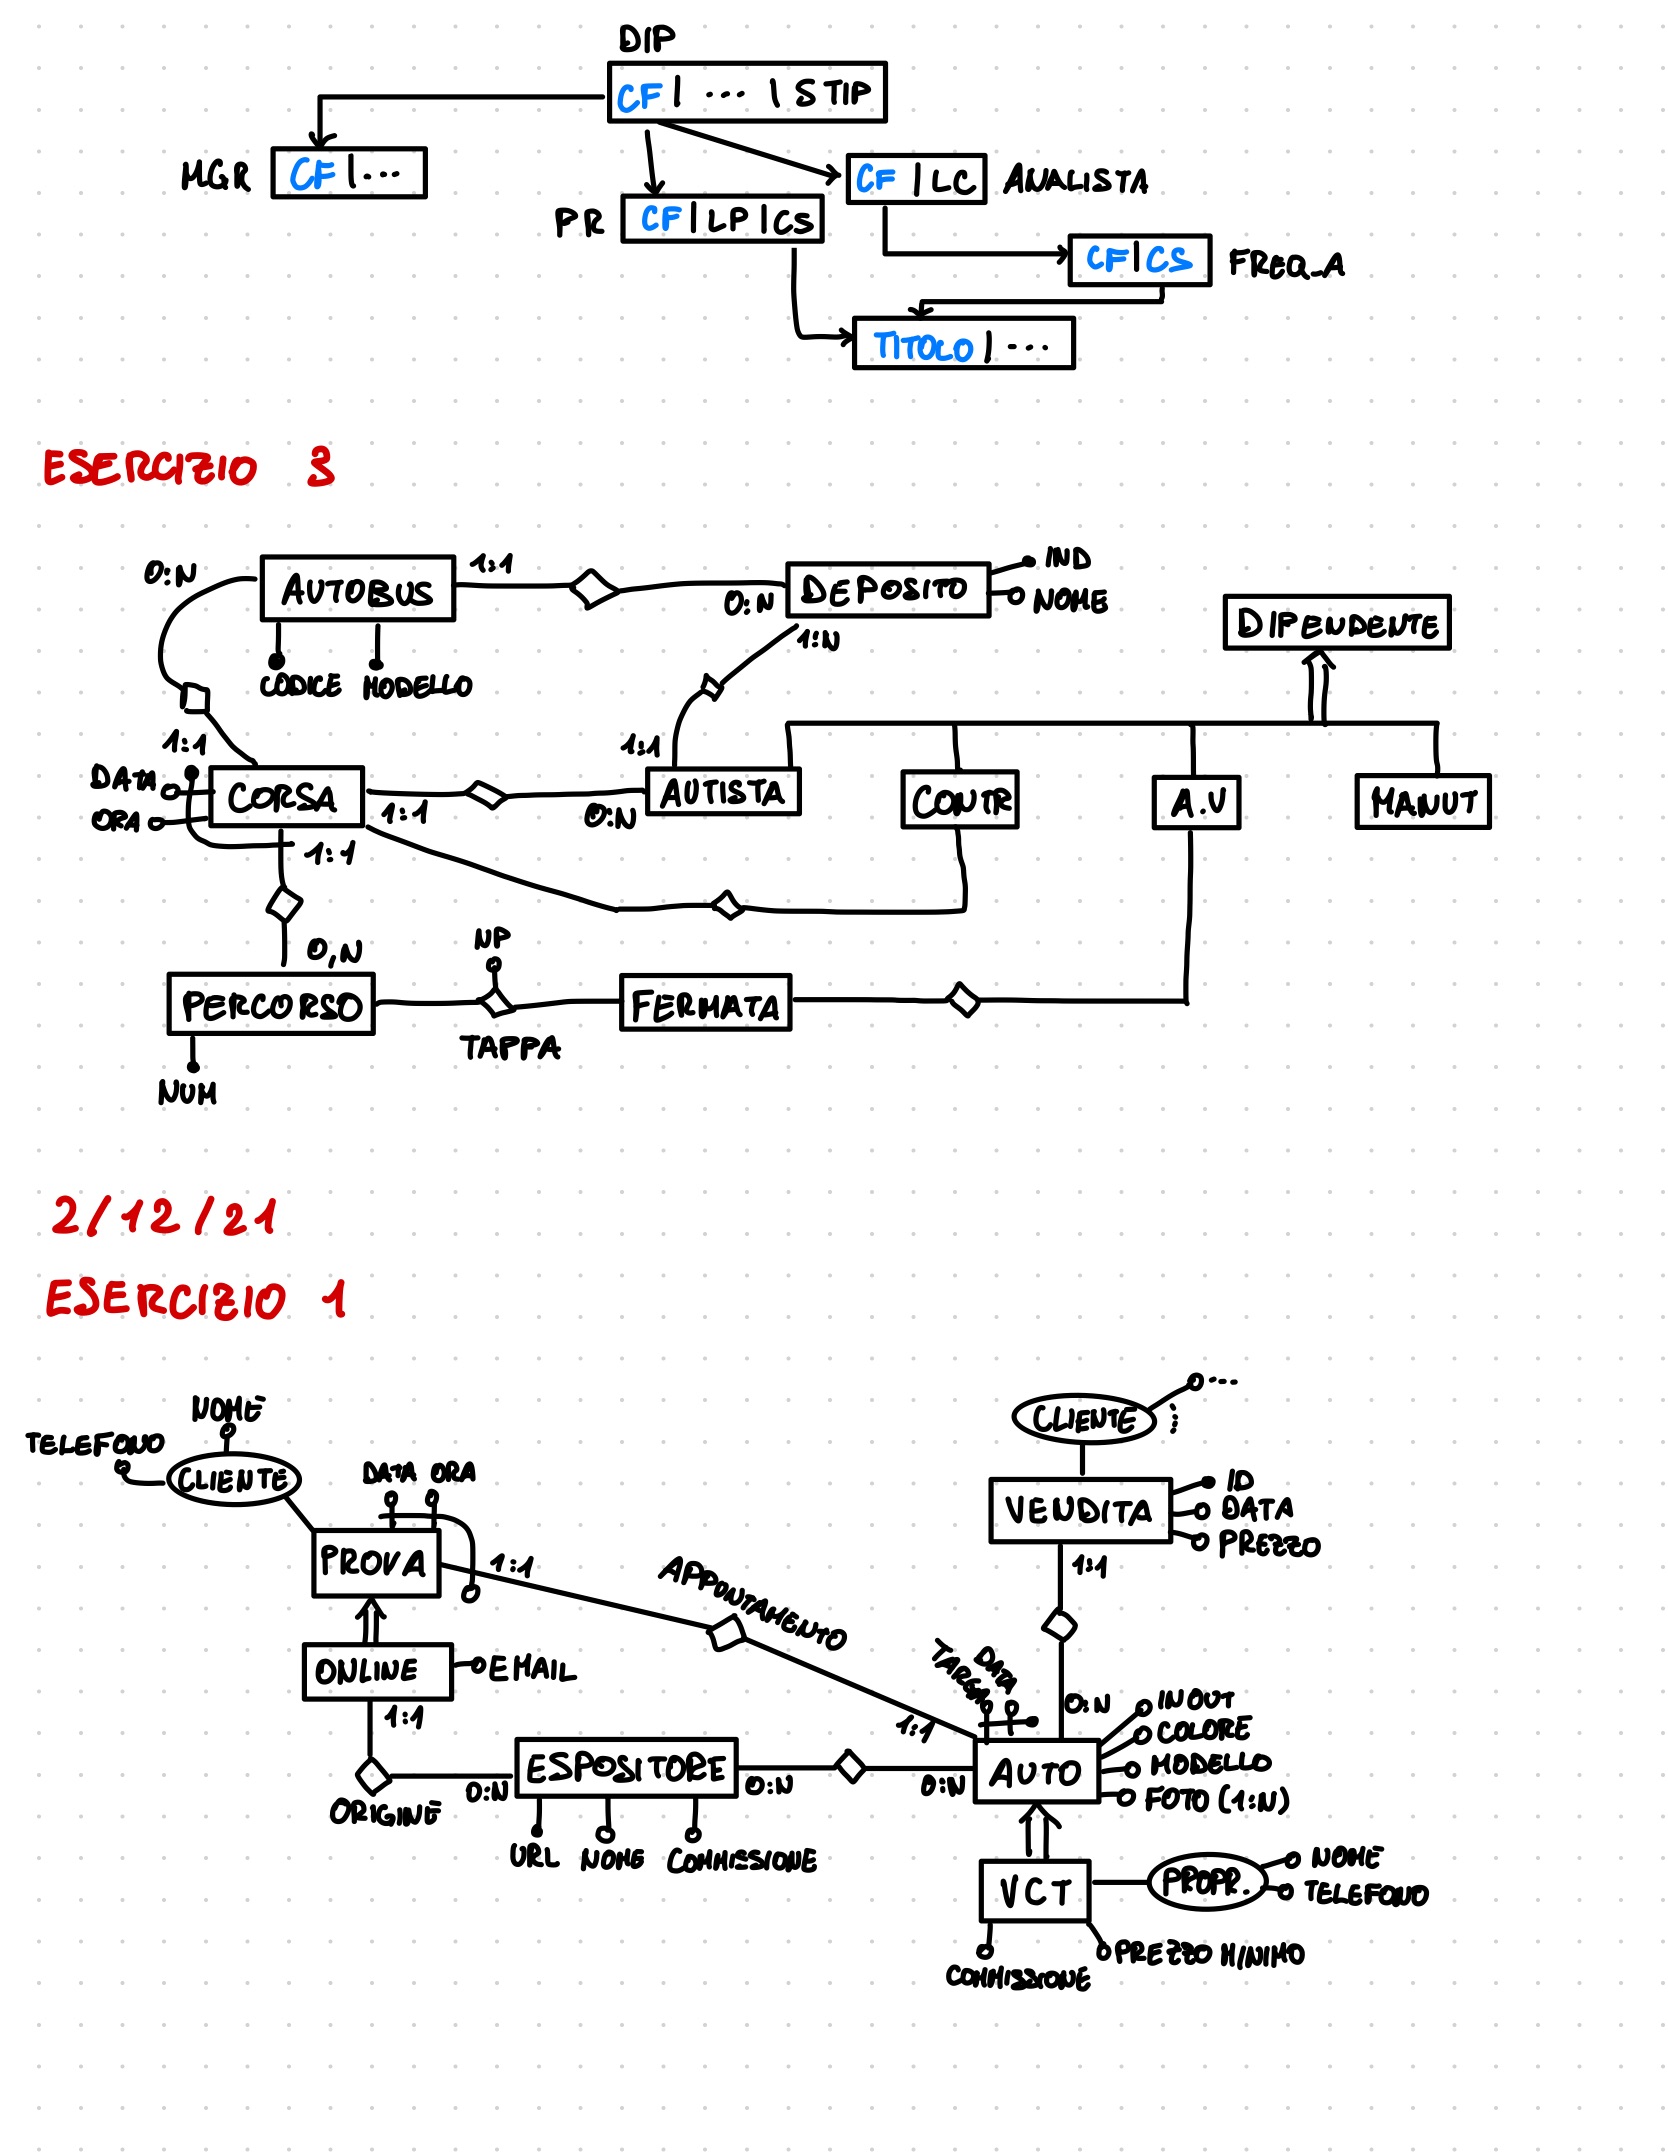 DIP
CF | ... | STIP
MGR CF | ...
CF | LC ANALISTA
PR CF | LP | CS
CF | CS FREQ_A
TITOLO | ...
ESERCIZIO 3
0:N AUTOBUS 1:1
0:N DEPOSITO IND
NOME
1:N
DIPENDENTE
CODICE MODELLO
1:1
1:1
DATA CORSA
ORA
1:1
0:N AUTISTA CONTR A.V MANUT
1:1
0,N
NP
PERCORSO FERMATA
TAPPA
NUM
2/12/21
ESERCIZIO 1
...
NOME CLIENTE
TELEFONO
CLIENTE DATA ORA
ID
VENDITA DATA
PREZZO
PROVA 1:1
1:1
APPONTAMENTO
ONLINE EMAIL
TARGA DATA
0:N INOUT
1:1 1:1 COLORE
ESPOSITORE AUTO MODELLO
0:N 0:N 0:N FOTO (1:N)
ORIGINE
URL NOME COMMISSIONE
NOME
VCT PROPR. TELEFONO
PREZZO MINIMO
COMMISSIONE